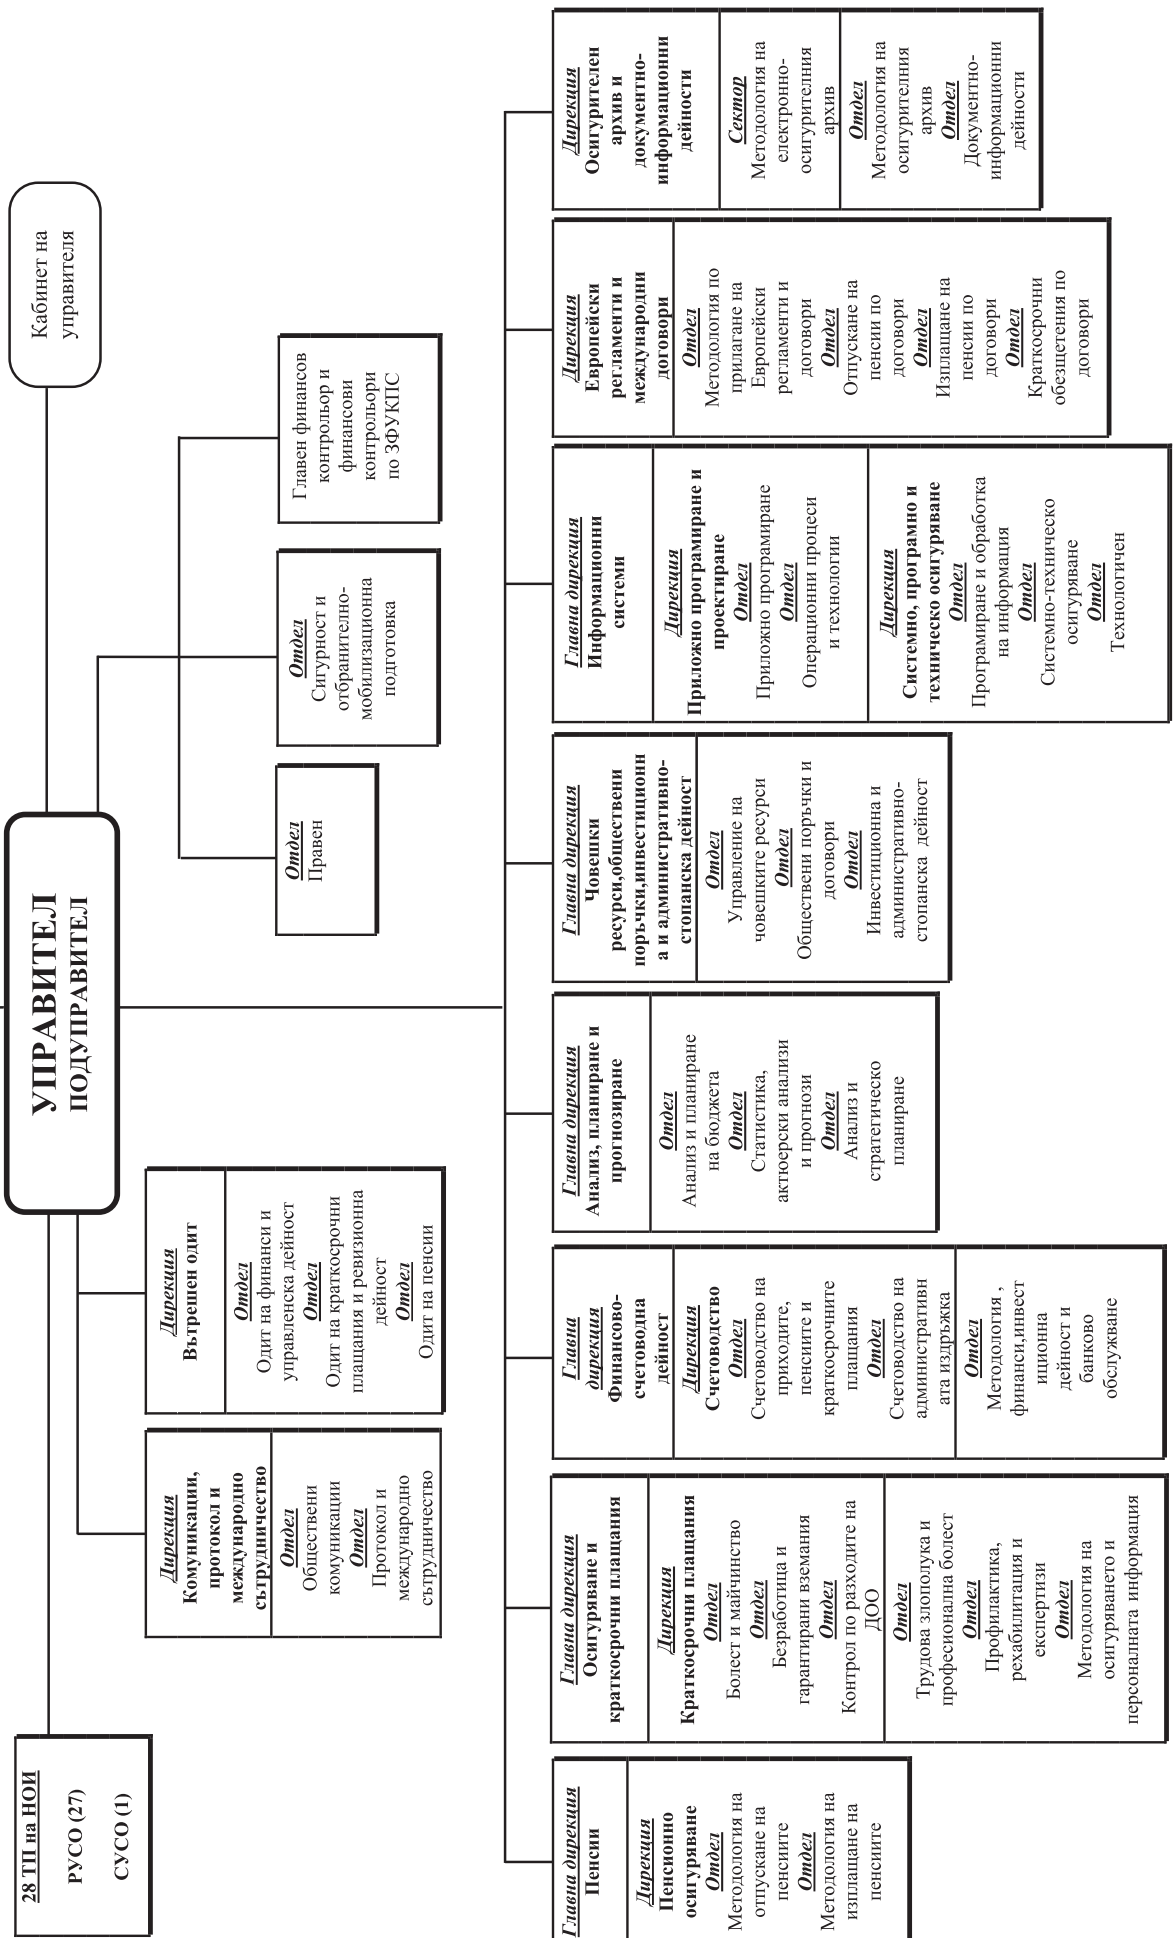 УПРАВИТЕЛ
ПОДУПРАВИТЕЛ
Кабинет на
управителя
28 ТП на НОИ
РУСО (27)
СУСО (1)
Дирекция
Комуникации,
протокол и
международно
сътрудничество
Отдел
Обществени
комуникации
Отдел
Протокол и
международно
сътрудничество
Дирекция
Вътрешен одит
Отдел
Одит на финанси и
управленска дейност
Отдел
Одит на краткосрочни
плащания и ревизионна
дейност
Отдел
Одит на пенсии
Отдел
Правен
Отдел
Сигурност и
отбранително-
мобилизационна
подготовка
Главен финансов
контрольор и
финансови
контрольори
по ЗФУКПС
Главна дирекция
Пенсии
Дирекция
Пенсионно
осигуряване
Отдел
Методология на
отпускане на
пенсиите
Отдел
Методология на
изплащане на
пенсиите
Главна дирекция
Осигуряване и
краткосрочни плащания
Дирекция
Краткосрочни плащания
Отдел
Болест и майчинство
Отдел
Безработица и
гарантирани вземания
Отдел
Контрол по разходите на
ДОО
Отдел
Трудова злополука и
професионална болест
Отдел
Профилактика,
рехабилитация и
експертизи
Отдел
Методология на
осигуряването и
персоналната информация
Главна
дирекция
Финансово-
счетоводна
дейност
Дирекция
Счетоводство
Отдел
Счетоводство на
приходите,
пенсиите и
краткосрочните
плащания
Отдел
Счетоводство на
административн
ата издръжка
Отдел
Методология ,
финанси,инвест
иционна
дейност и
банково
обслужване
Главна дирекция
Анализ, планиране и
прогнозиране
Отдел
Анализ и планиране
на бюджета
Отдел
Статистика,
актюерски анализи
и прогнози
Отдел
Анализ и
стратегическо
планиране
Главна дирекция
Човешки
ресурси,обществени
поръчки,инвестиционн
а и административно-
стопанска дейност
Отдел
Управление на
човешките ресурси
Отдел
Обществени поръчки и
договори
Отдел
Инвестиционна и
административно-
стопанска дейност
Главна дирекция
Информационни
системи
Дирекция
Приложно програмиране и
проектиране
Отдел
Приложно програмиране
Отдел
Операционни процеси
и технологии
Дирекция
Системно, програмно и
техническо осигуряване
Отдел
Програмиране и обработка
на информация
Отдел
Системно-техническо
осигуряване
Отдел
Технологичен
Дирекция
Европейски
регламенти и
международни
договори
Отдел
Методология по
прилагане на
Европейски
регламенти и
договори
Отдел
Отпускане на
пенсии по
договори
Отдел
Изплащане на
пенсии по
договори
Отдел
Краткосрочни
обезщетения по
договори
Дирекция
Осигурителен
архив и
документно-
информационни
дейности
Сектор
Методология на
електронно-
осигурителния
архив
Отдел
Методология на
осигурителния
архив
Отдел
Документно-
информационни
дейности